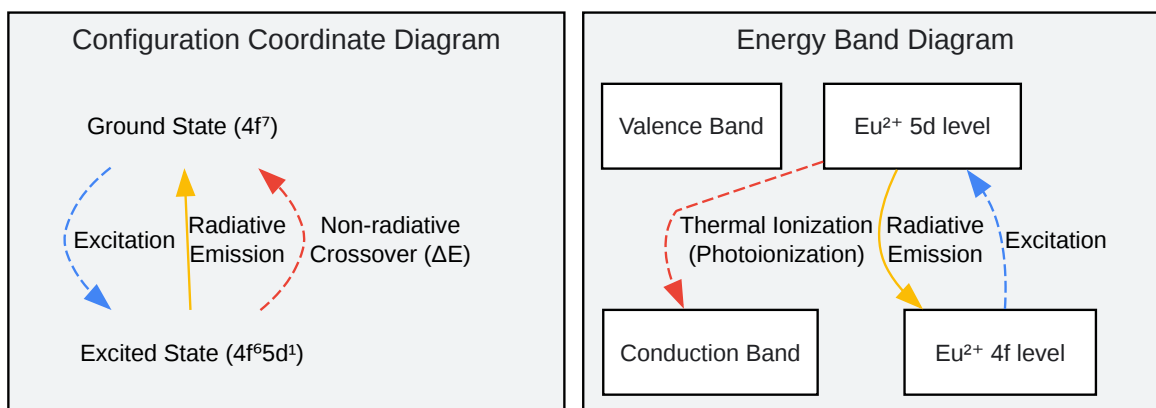 Configuration Coordinate Diagram
Ground State (4f⁷)
Excitation
Radiative
Emission
Non-radiative
Crossover (ΔE)
Excited State (4f⁶5d¹)
Energy Band Diagram
Valence Band
Eu²⁺ 5d level
Thermal Ionization
(Photoionization)
Radiative
Emission
Excitation
Conduction Band
Eu²⁺ 4f level